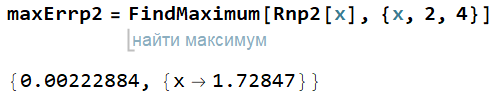 maxErrp2 = FindMaximum[Rnp2[x], {x, 2, 4}]
найти максимум
{0.00222884, {x → 1.72847}}